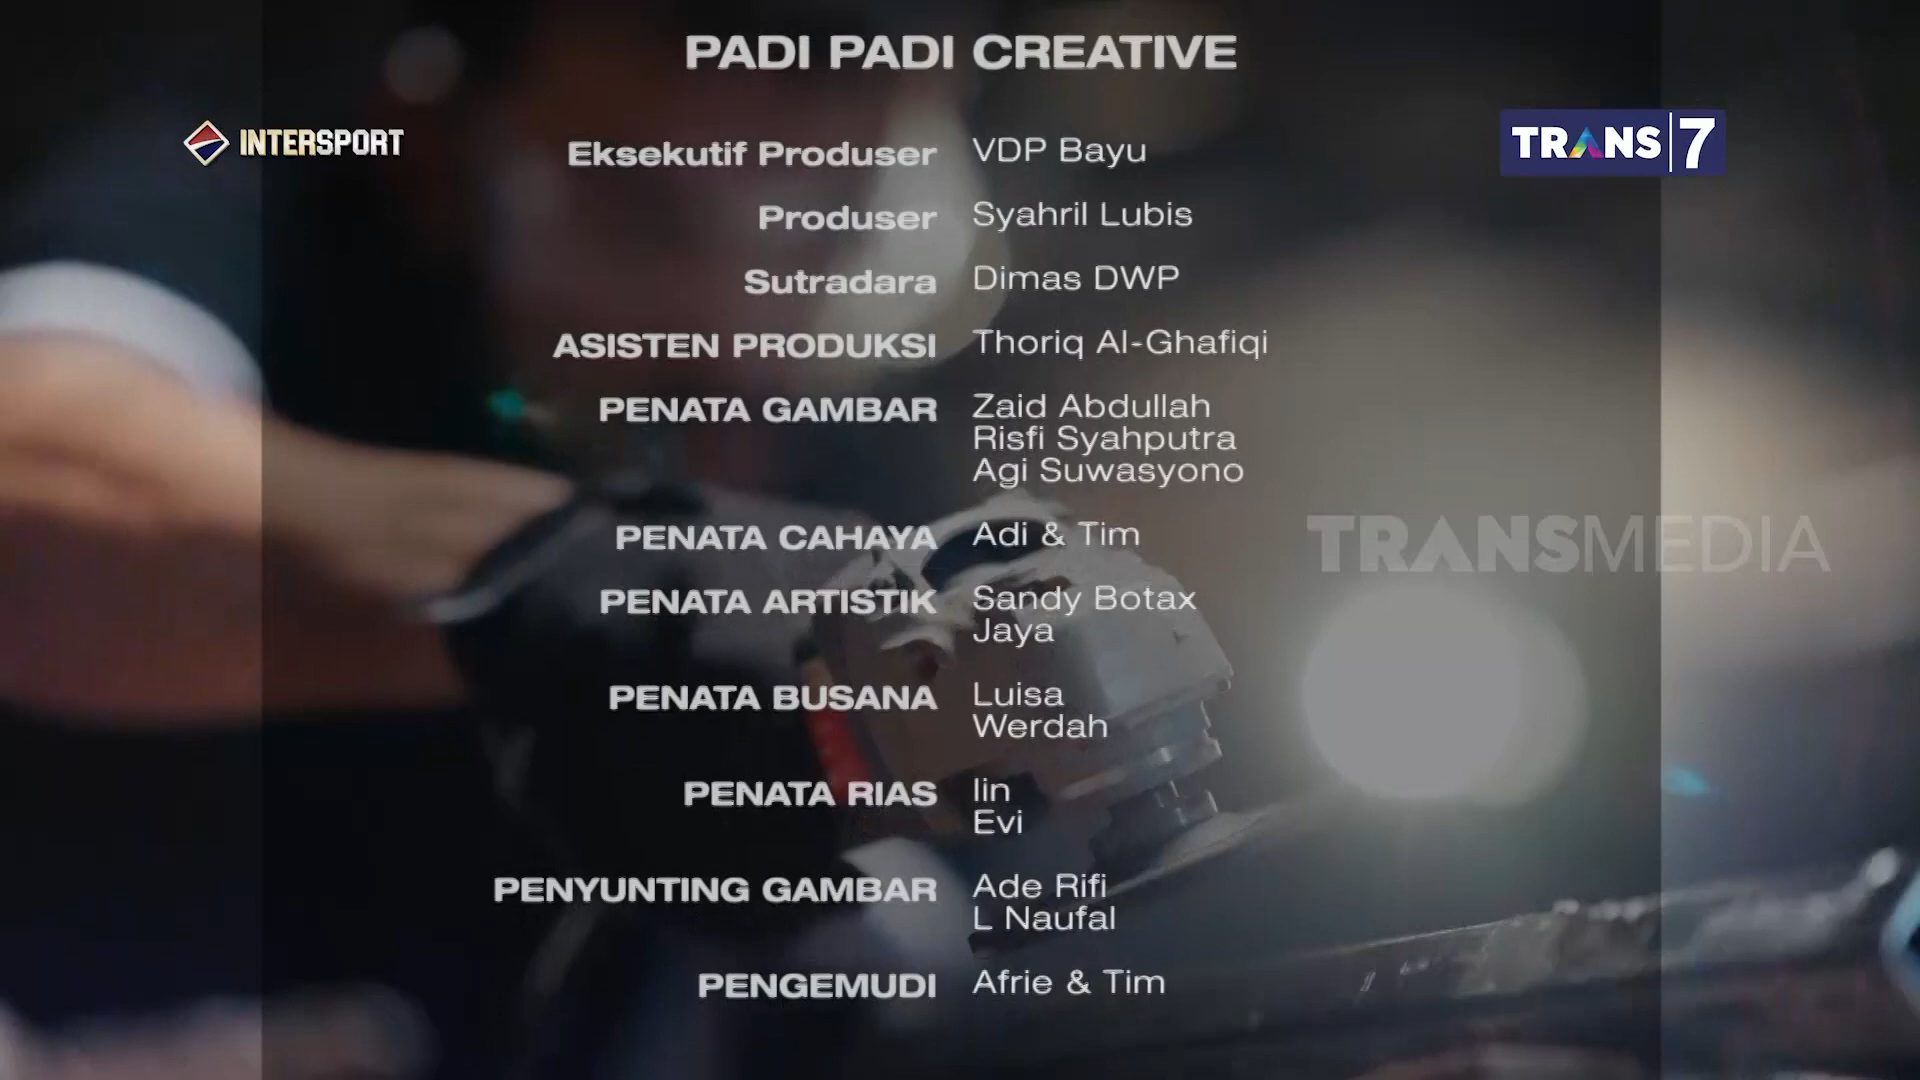 PADI PADI CREATIVE
INTERSPORT
TRANS|7
Eksekutif Produser VDP Bayu
Produser Syahril Lubis
Sutradara Dimas DWP
ASISTEN PRODUKSI Thoriq Al-Ghafiqi
PENATA GAMBAR Zaid Abdullah
Risfi Syahputra
Agi Suwasyono
PENATA CAHAYA Adi & Tim
TRANSMEDIA
PENATA ARTISTIK Sandy Botax
Jaya
PENATA BUSANA Luisa
Werdah
PENATA RIAS Iin
Evi
PENYUNTING GAMBAR Ade Rifi
L Naufal
PENGEMUDI Afrie & Tim